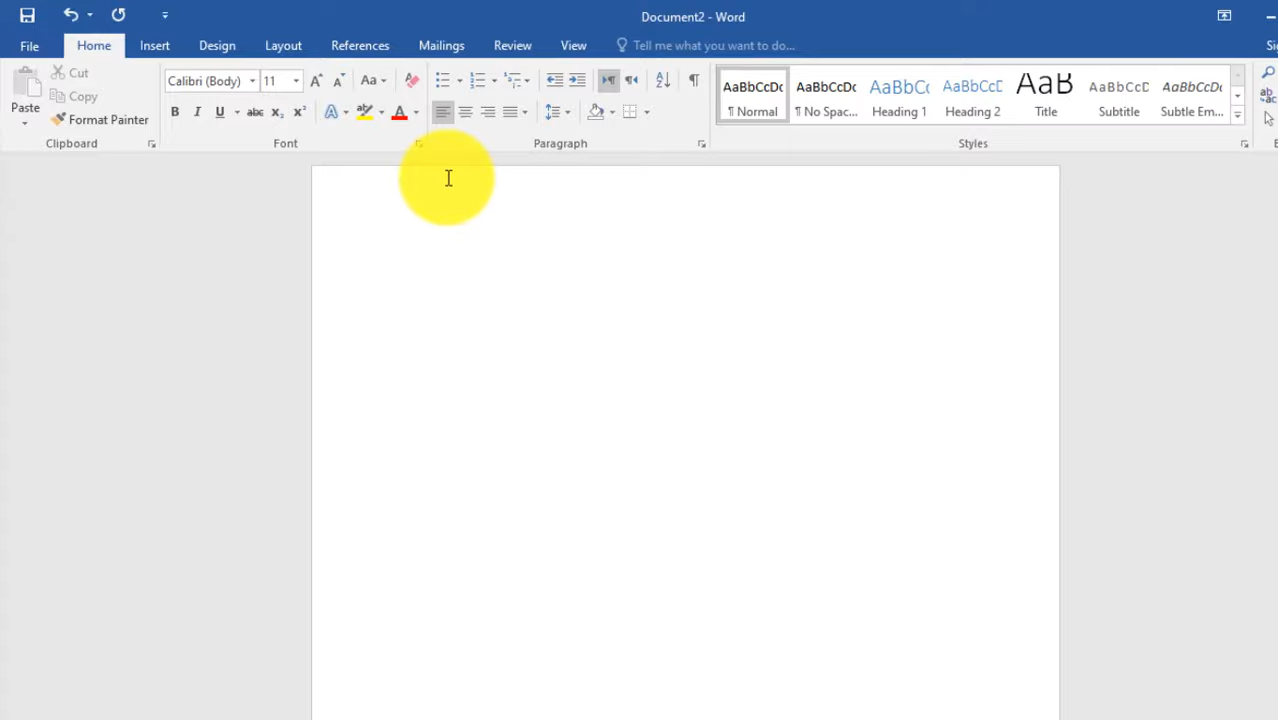 Document2 - Word
File Home Insert Design Layout References Mailings Review View Tell me what you want to do...
Paste
Cut
Copy
Format Painter
Clipboard
Calibri (Body) 11 Aa
B I U abc x₂ x² A A
Font
¶
Paragraph
AaBbCcDc AaBbCcDc AaBbC( AaBbCcD AaB AaBbCcD AaBbCcDc
¶ Normal ¶ No Spac... Heading 1 Heading 2 Title Subtitle Subtle Em...
Styles